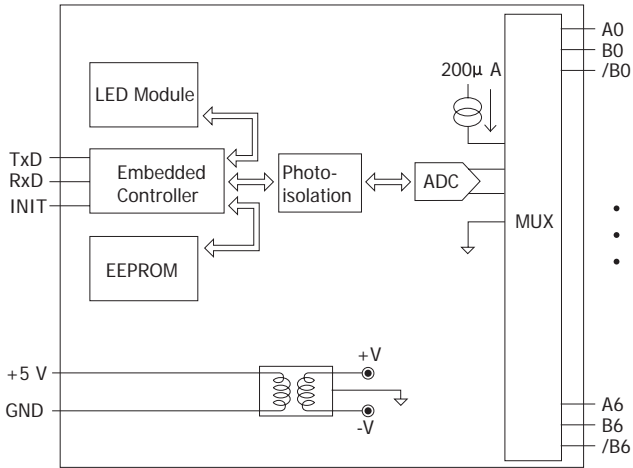 A0
B0
/B0
200μ A
LED Module
TxD
RxD
INIT
Embedded
Controller
Photo-
isolation
ADC
MUX
EEPROM
+5 V
GND
+V
-V
A6
B6
/B6